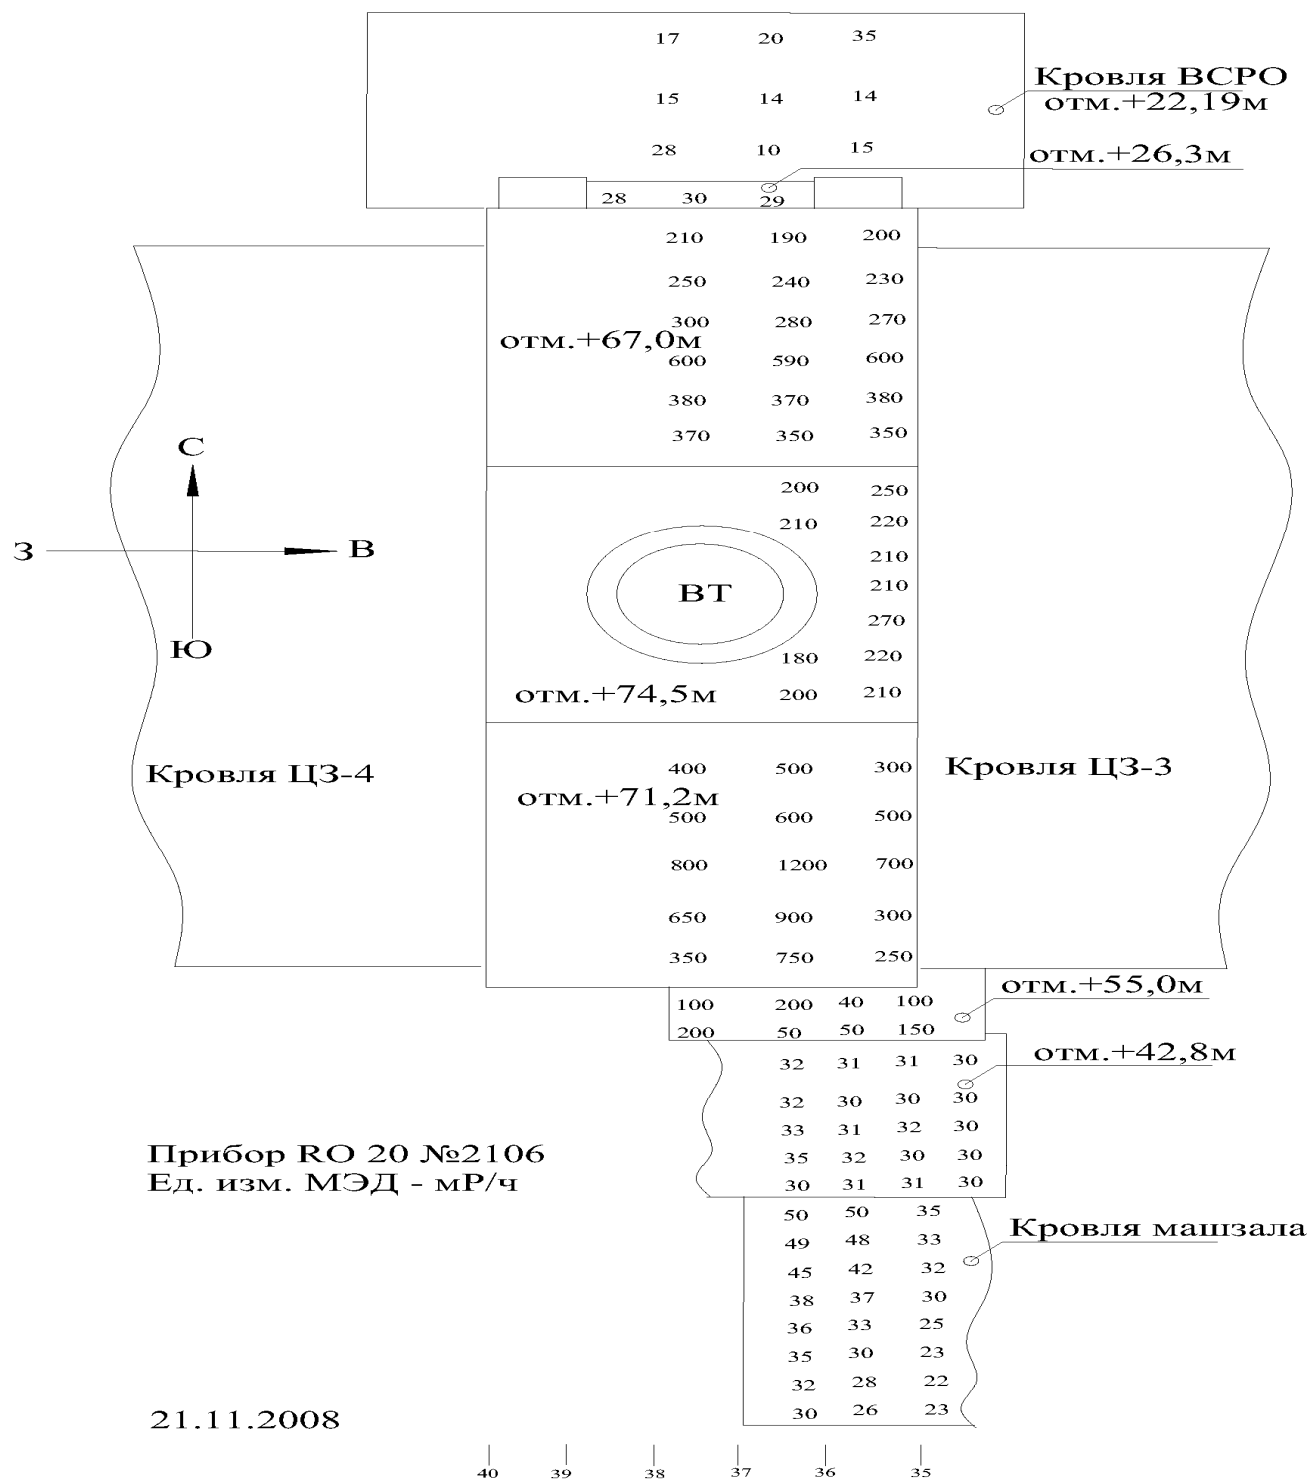 17 20 35
Кровля ВСРО
отм.+22,19м
15 14 14
28 10 15
отм.+26,3м
28 30 29
210 190 200
250 240 230
300 280 270
отм.+67,0м
600 590 600
380 370 380
370 350 350
С
200 250
210 220
З
В
210
ВТ
210
270
Ю
180 220
отм.+74,5м
200 210
Кровля ЦЗ-4
400 500 300
Кровля ЦЗ-3
отм.+71,2м
500 600 500
800 1200 700
650 900 300
350 750 250
отм.+55,0м
100 200 40 100
200 50 50 150
отм.+42,8м
32 31 31 30
32 30 30 30
33 31 32 30
Прибор RO 20 №2106
35 32 30 30
Ед. изм. МЭД - мР/ч
30 31 31 30
50 50 35
Кровля машзала
49 48 33
45 42 32
38 37 30
36 33 25
35 30 23
32 28 22
30 26 23
21.11.2008
40 39 38 37 36 35